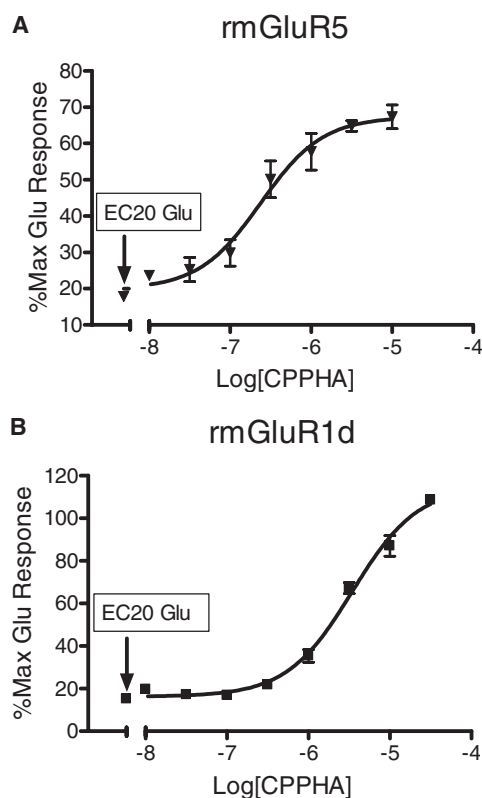 A
rmGluR5
80
70
60
50
40
30
20
10
%Max Glu Response
EC20 Glu
-8 -7 -6 -5 -4
Log[CPPHA]
B
rmGluR1d
120
100
80
60
40
20
0
%Max Glu Response
EC20 Glu
-8 -7 -6 -5 -4
Log[CPPHA]